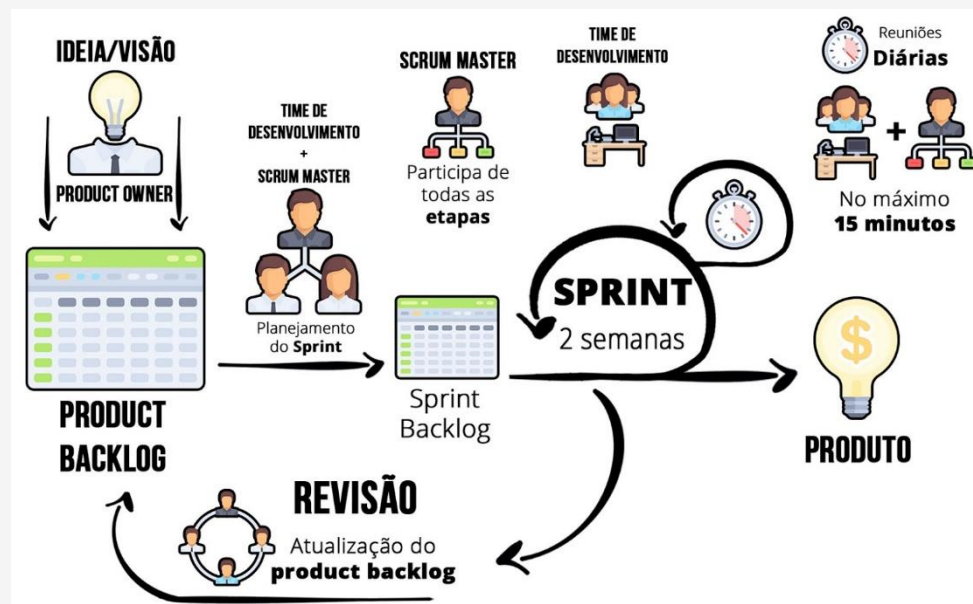 IDEIA/VISÃO
PRODUCT OWNER
PRODUCT
BACKLOG
TIME DE
DESENVOLVIMENTO
+
SCRUM MASTER
Planejamento
do Sprint
SCRUM MASTER
Participa de
todas as
etapas
Sprint
Backlog
TIME DE
DESENVOLVIMENTO
SPRINT
2 semanas
Reuniões
Diárias
+
No máximo
15 minutos
$
PRODUTO
REVISÃO
Atualização do
product backlog